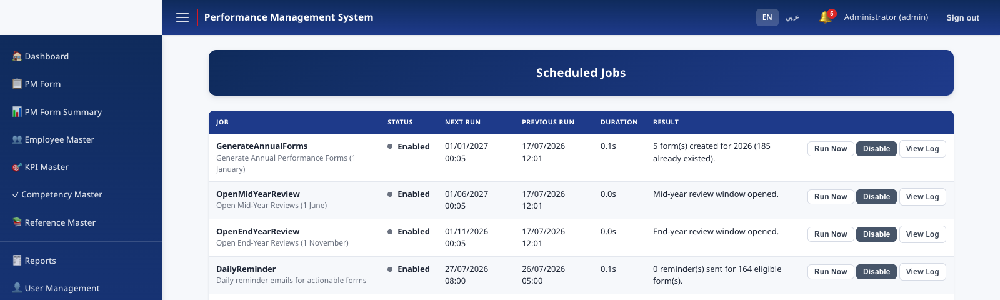 Performance Management System
EN
عربي
5
Administrator (admin)
Sign out
Dashboard
PM Form
PM Form Summary
Employee Master
KPI Master
Competency Master
Reference Master
Reports
User Management
Scheduled Jobs
JOB STATUS NEXT RUN PREVIOUS RUN DURATION RESULT
GenerateAnnualForms
Generate Annual Performance Forms (1
January)
Enabled
01/01/2027
00:05
17/07/2026
12:01
0.1s
5 form(s) created for 2026 (185
already existed).
Run Now Disable View Log
OpenMidYearReview
Open Mid-Year Reviews (1 June)
Enabled
01/06/2027
00:05
17/07/2026
12:01
0.0s
Mid-year review window opened.
Run Now Disable View Log
OpenEndYearReview
Open End-Year Reviews (1 November)
Enabled
01/11/2026
00:05
17/07/2026
12:01
0.0s
End-year review window opened.
Run Now Disable View Log
DailyReminder
Daily reminder emails for actionable forms
Enabled
27/07/2026
08:00
26/07/2026
05:00
0.1s
0 reminder(s) sent for 164 eligible
form(s).
Run Now Disable View Log